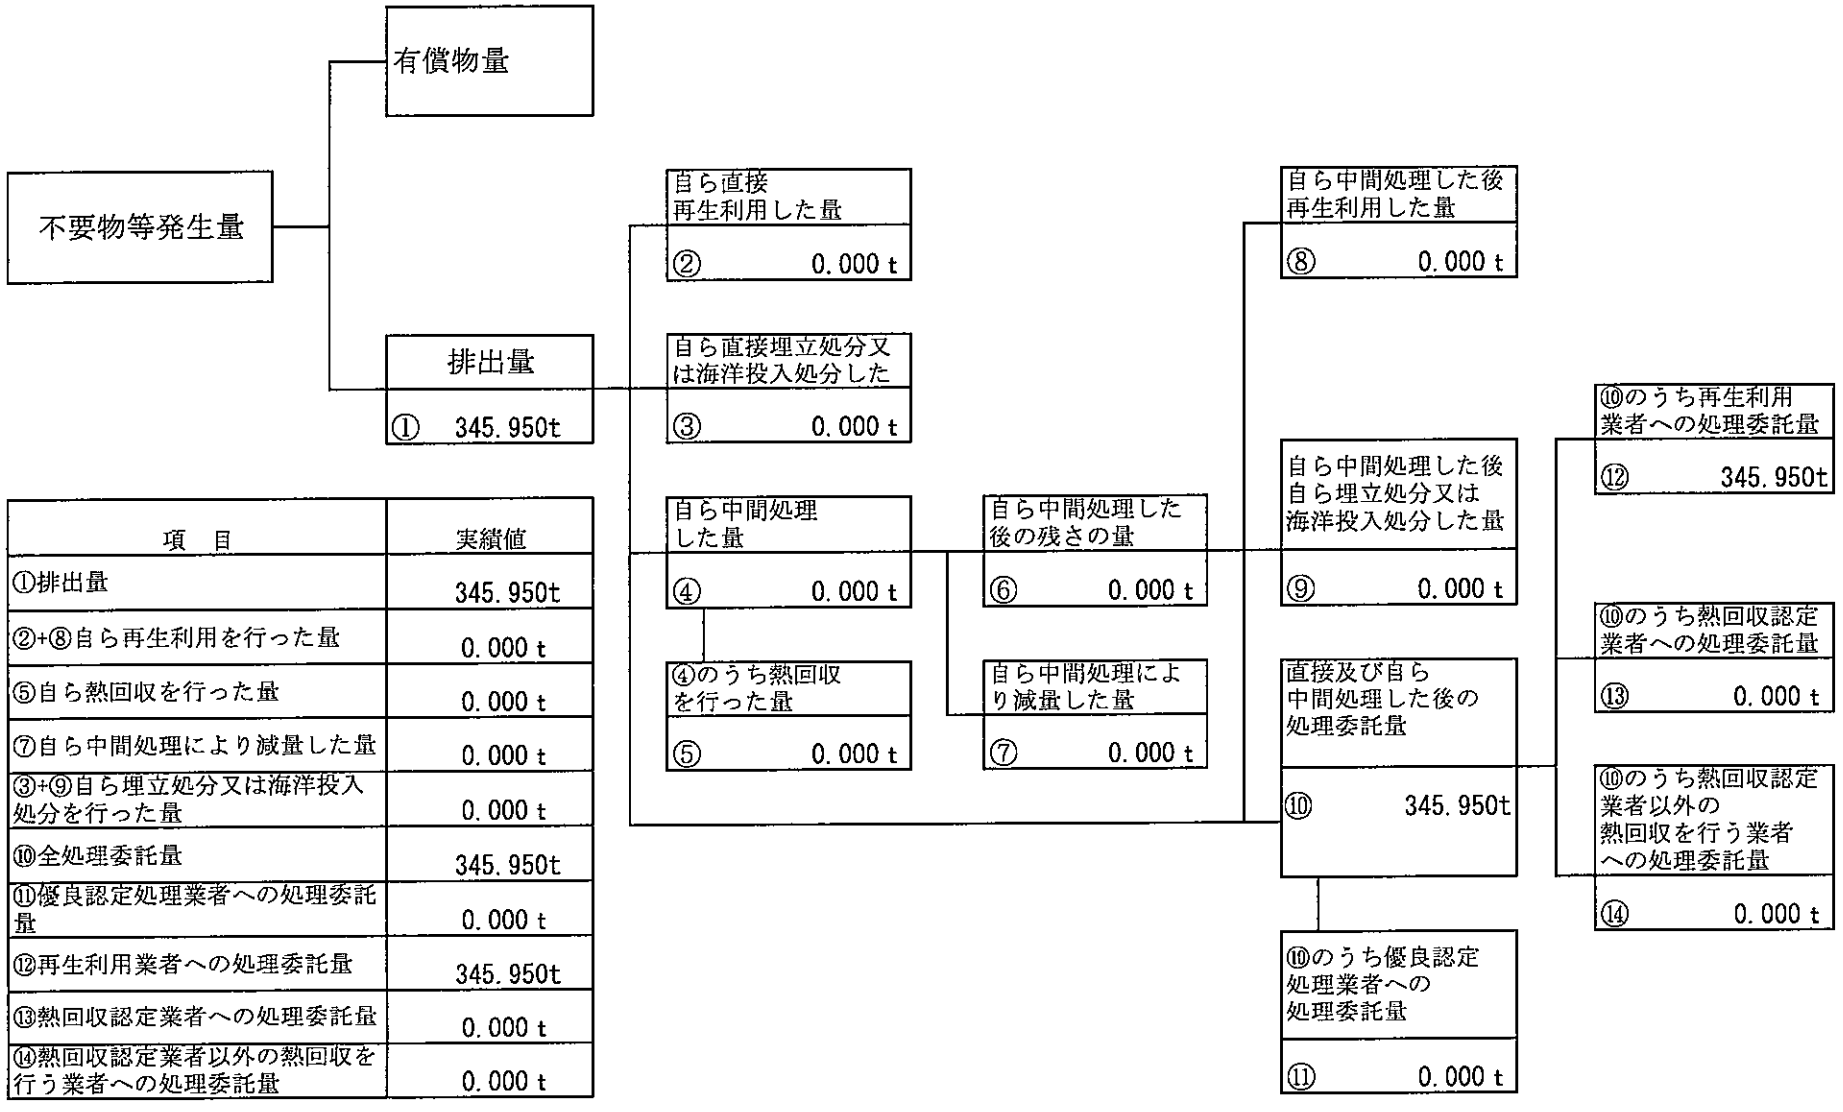 有償物量
不要物等発生量
排出量
① 345.950t
自ら直接
再生利用した量
② 0.000 t
自ら直接埋立処分又
は海洋投入処分した
③ 0.000 t
自ら中間処理
した量
④ 0.000 t
④のうち熱回収
を行った量
⑤ 0.000 t
自ら中間処理した
後の残さの量
⑥ 0.000 t
自ら中間処理によ
り減量した量
⑦ 0.000 t
自ら中間処理した後
再生利用した量
⑧ 0.000 t
自ら中間処理した後
自ら埋立処分又は
海洋投入処分した量
⑨ 0.000 t
直接及び自ら
中間処理した後の
処理委託量
⑩ 345.950t
⑩のうち優良認定
処理業者への
処理委託量
⑪ 0.000 t
⑩のうち再生利用
業者への処理委託量
⑫ 345.950t
⑩のうち熱回収認定
業者への処理委託量
⑬ 0.000 t
⑩のうち熱回収認定
業者以外の
熱回収を行う業者
への処理委託量
⑭ 0.000 t
項 目 実績値
①排出量 345.950t
②+⑧自ら再生利用を行った量 0.000 t
⑤自ら熱回収を行った量 0.000 t
⑦自ら中間処理により減量した量 0.000 t
③+⑨自ら埋立処分又は海洋投入
処分を行った量 0.000 t
⑩全処理委託量 345.950t
⑪優良認定処理業者への処理委託
量 0.000 t
⑫再生利用業者への処理委託量 345.950t
⑬熱回収認定業者への処理委託量 0.000 t
⑭熱回収認定業者以外の熱回収を
行う業者への処理委託量 0.000 t